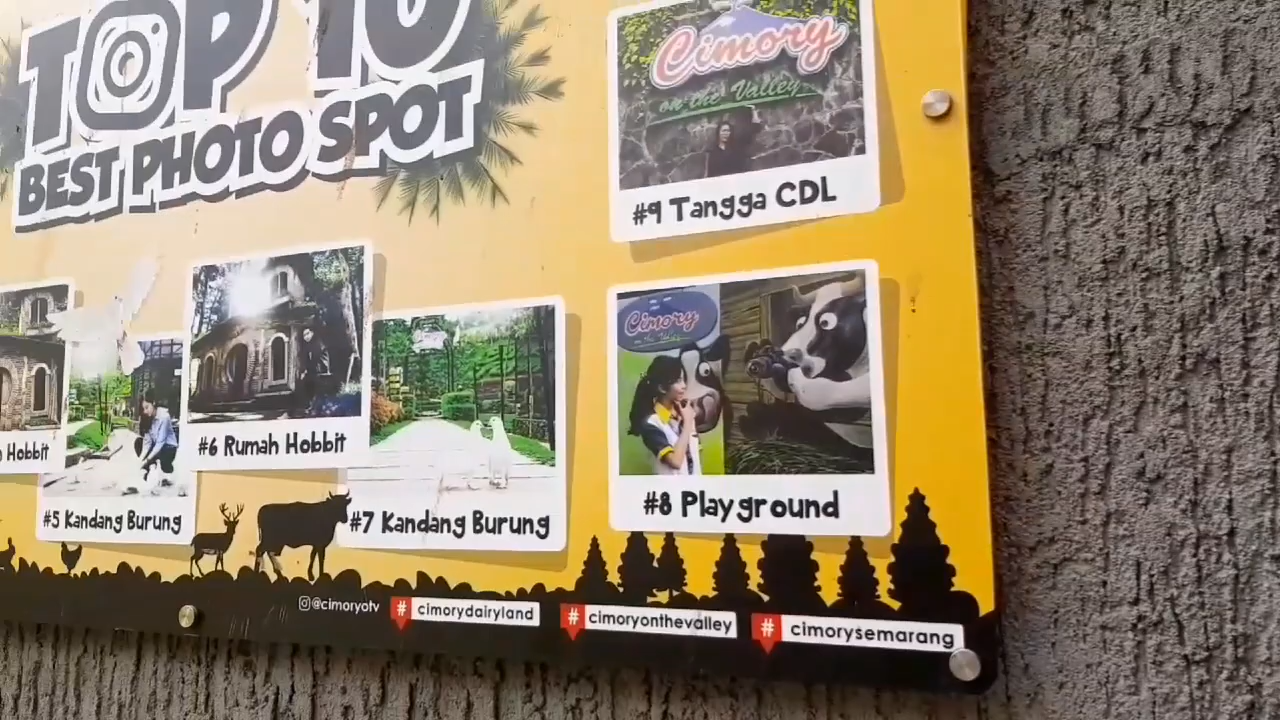 TOP 10
BEST PHOTO SPOT
Cimory
on the Valley
#9 Tangga CDL
Hobbit
#5 Kandang Burung
#6 Rumah Hobbit
#7 Kandang Burung
Cimory
on the Valley
#8 Playground
@cimoryotv
# cimorydairyland
# cimoryonthevalley
# cimorysemarang